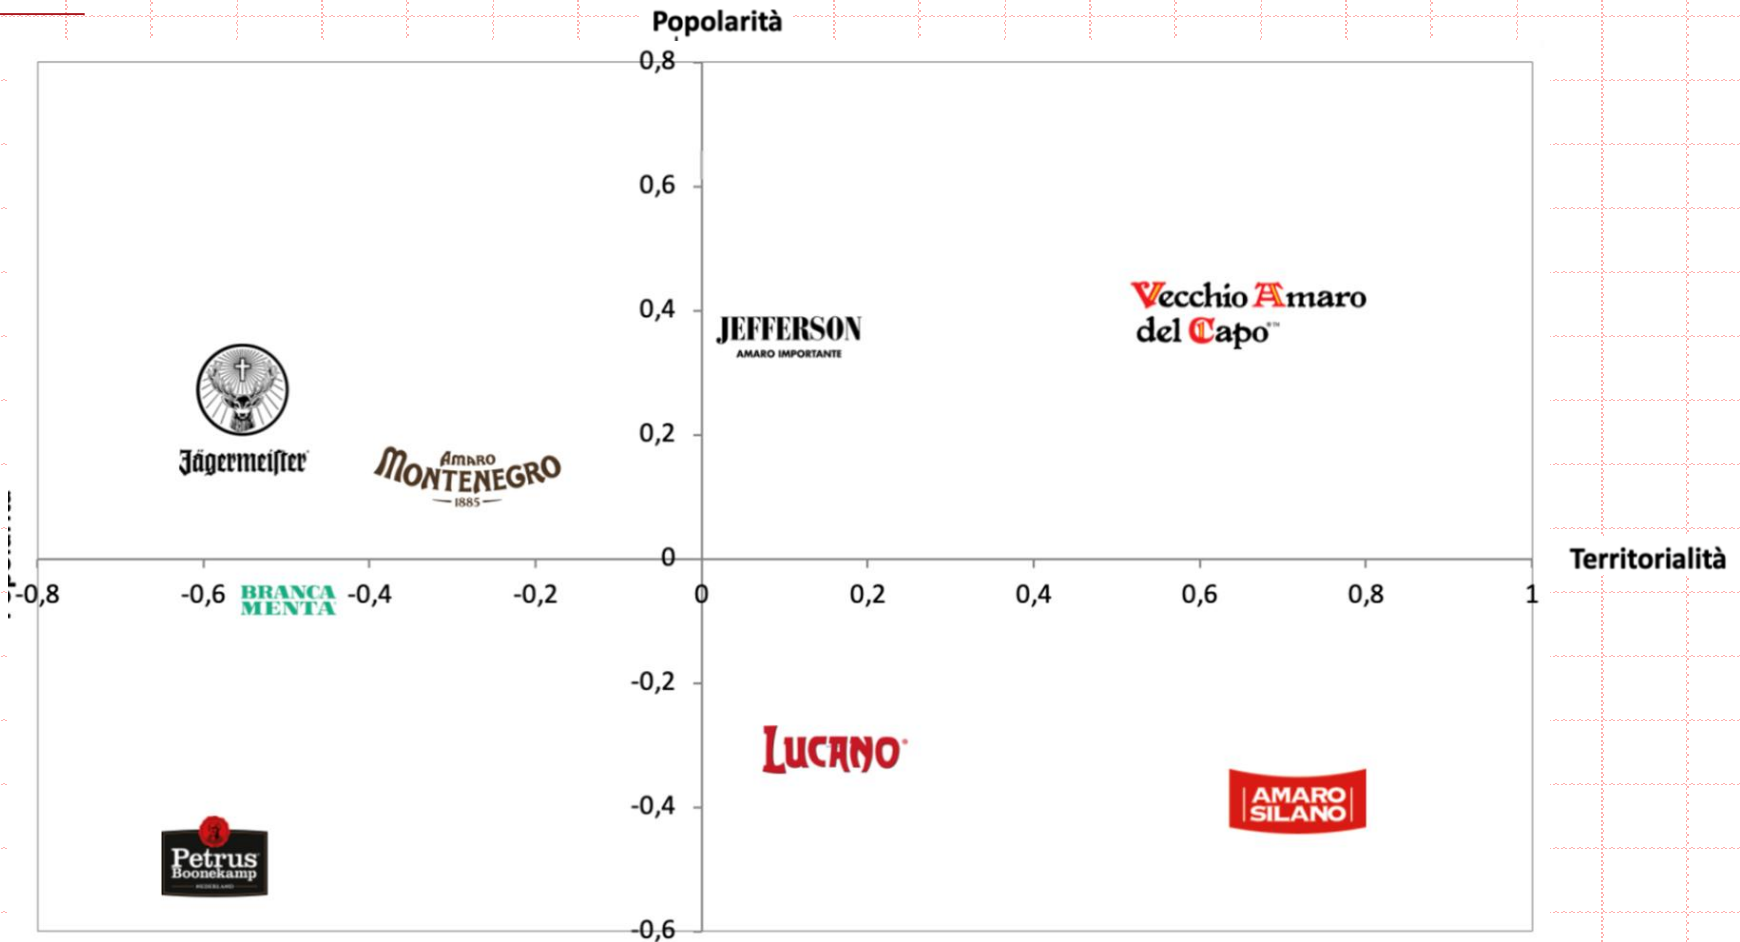 Popolarità
0,8
0,6
0,4
Vecchio Amaro
del Capo®™
JEFFERSON
AMARO IMPORTANTE
0,2
Jägermeiſter
AMARO
MONTENEGRO
1885
0
Territorialità
-0,8
-0,6
BRANCA
MENTA
-0,4
-0,2
0
0,2
0,4
0,6
0,8
1
-0,2
LUCANO®
-0,4
AMARO
SILANO
Petrus
Boonekamp
NEDERLAND
-0,6